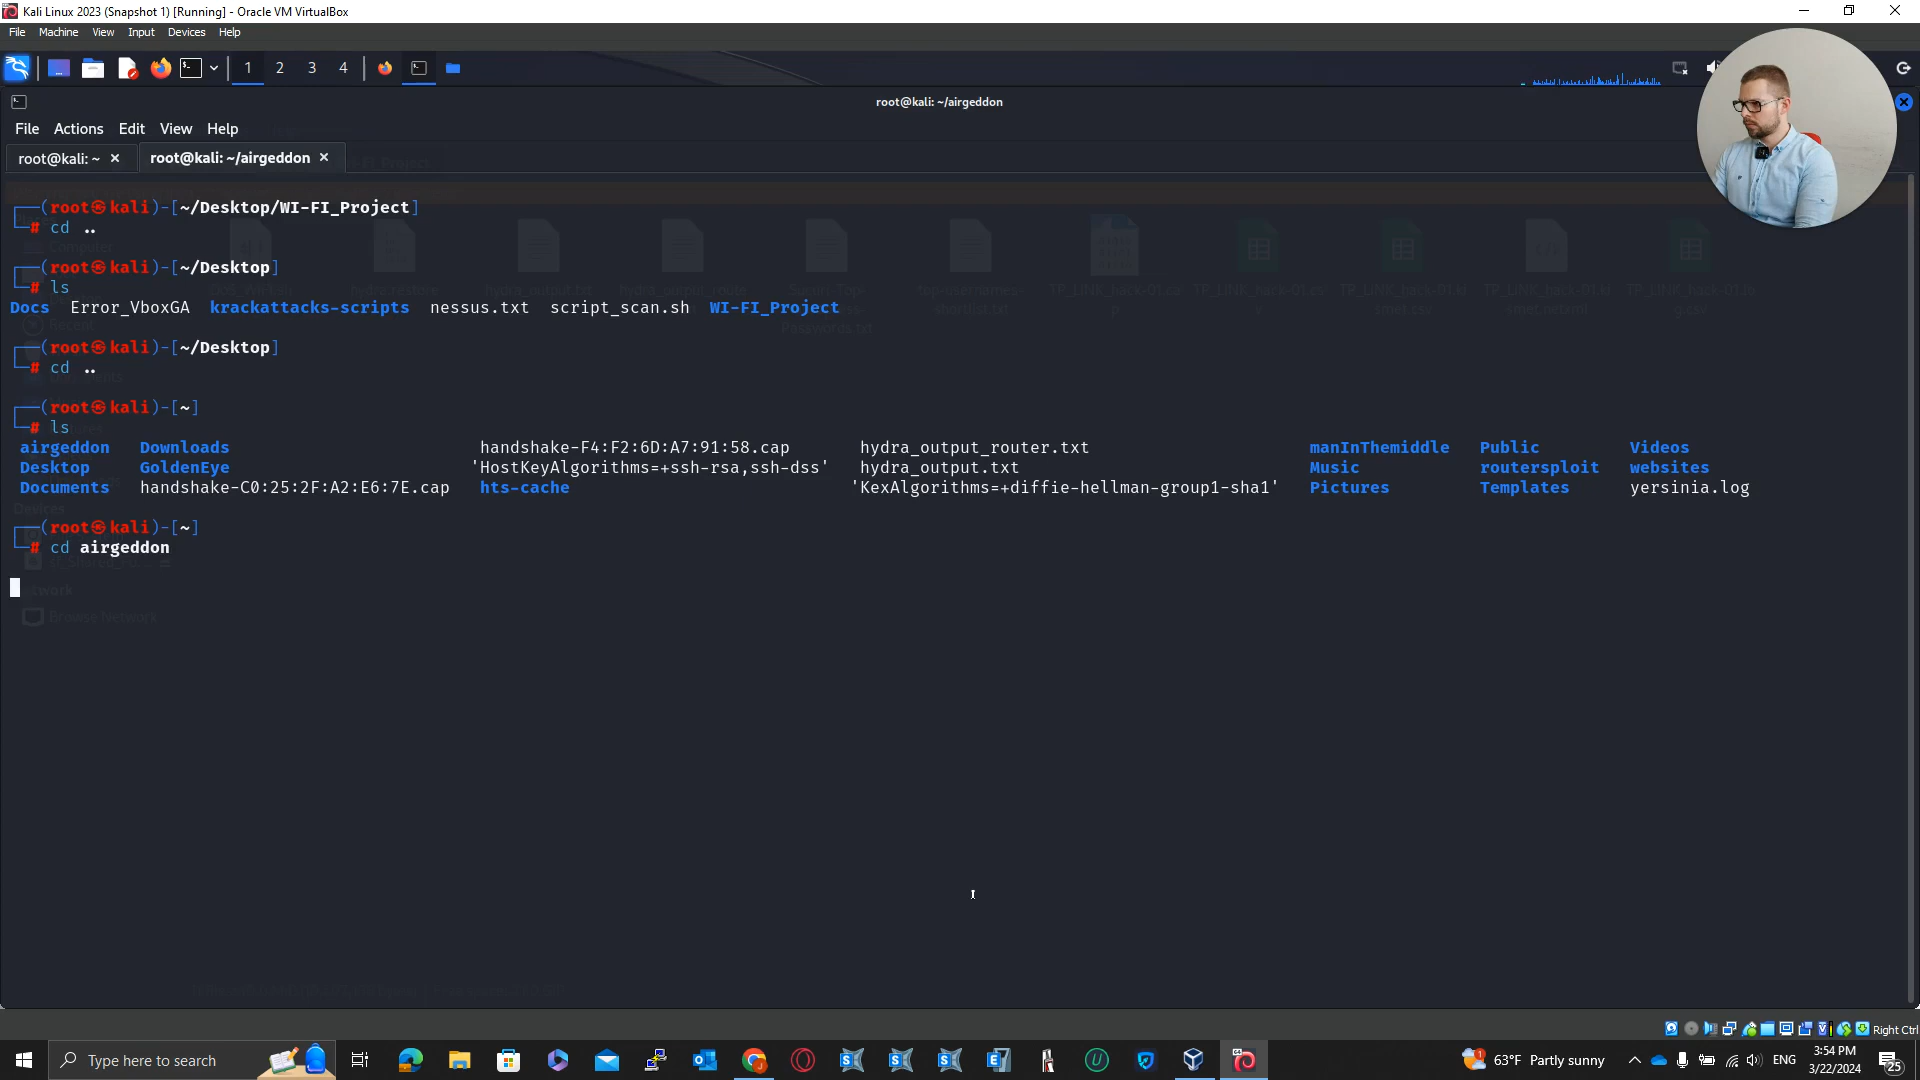 Kali Linux 2023 (Snapshot 1) [Running] - Oracle VM VirtualBox
File Machine View Input Devices Help
1 2 3 4
root@kali: ~/airgeddon
File Actions Edit View Help
root@kali: ~ × root@kali: ~/airgeddon ×
┌──(root㉿kali)-[~/Desktop/WI-FI_Project]
└─# cd ..
┌──(root㉿kali)-[~/Desktop]
└─# ls
Docs Error_VboxGA krackattacks-scripts nessus.txt script_scan.sh WI-FI_Project
┌──(root㉿kali)-[~/Desktop]
└─# cd ..
┌──(root㉿kali)-[~]
└─# ls
airgeddon Downloads handshake-F4:F2:6D:A7:91:58.cap hydra_output_router.txt manInThemiddle Public Videos
Desktop GoldenEye 'HostKeyAlgorithms=+ssh-rsa,ssh-dss' hydra_output.txt Music routersploit websites
Documents handshake-C0:25:2F:A2:E6:7E.cap hts-cache 'KexAlgorithms=+diffie-hellman-group1-sha1' Pictures Templates yersinia.log
┌──(root㉿kali)-[~]
└─# cd airgeddon
Browse Network
Right Ctrl
Type here to search
63°F Partly sunny
ENG
3:54 PM
3/22/2024
25